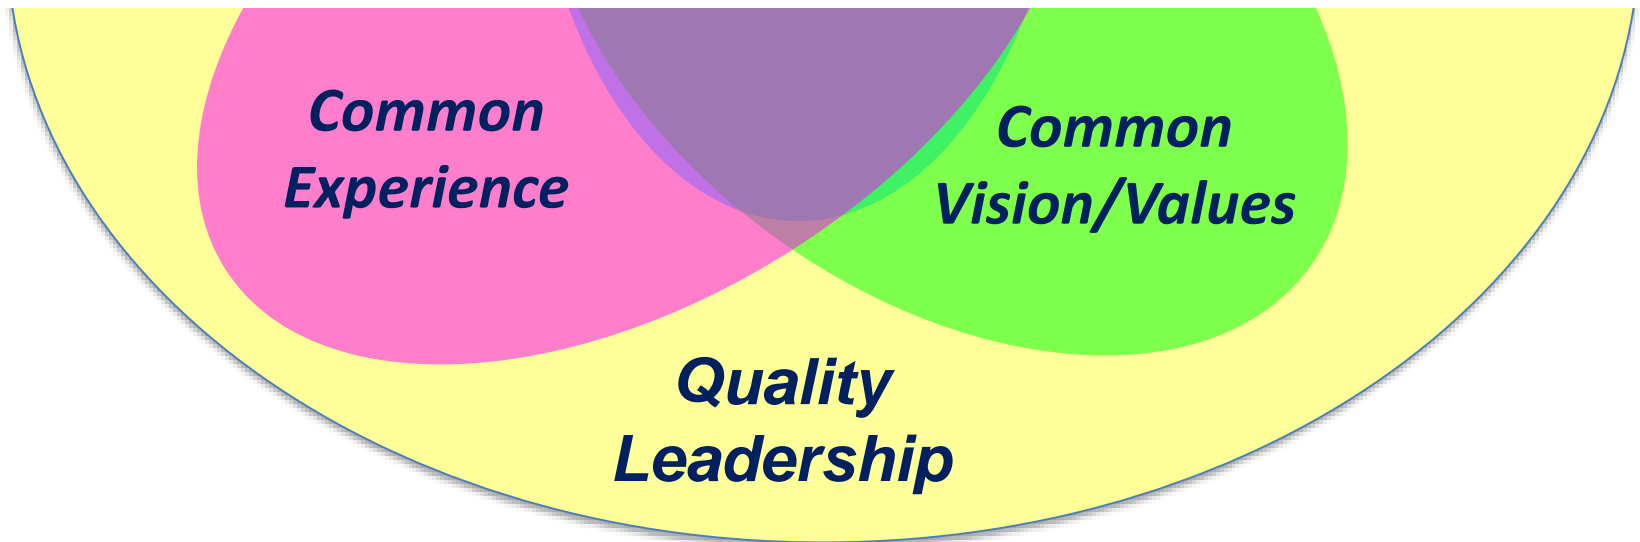 Common
Experience
Common
Vision/Values
Quality
Leadership